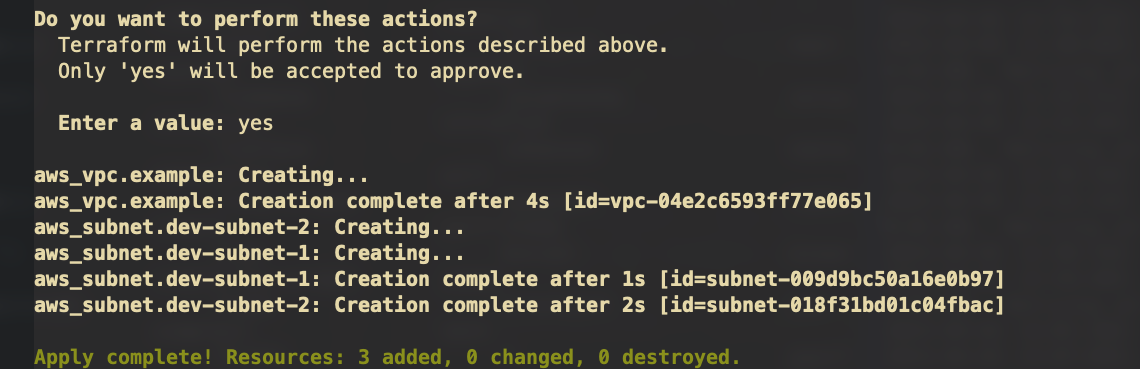 Do you want to perform these actions?
Terraform will perform the actions described above.
Only 'yes' will be accepted to approve.
Enter a value: yes
aws_vpc.example: Creating...
aws_vpc.example: Creation complete after 4s [id=vpc-04e2c6593ff77e065]
aws_subnet.dev-subnet-2: Creating...
aws_subnet.dev-subnet-1: Creating...
aws_subnet.dev-subnet-1: Creation complete after 1s [id=subnet-009d9bc50a16e0b97]
aws_subnet.dev-subnet-2: Creation complete after 2s [id=subnet-018f31bd01c04fbac]
Apply complete! Resources: 3 added, 0 changed, 0 destroyed.